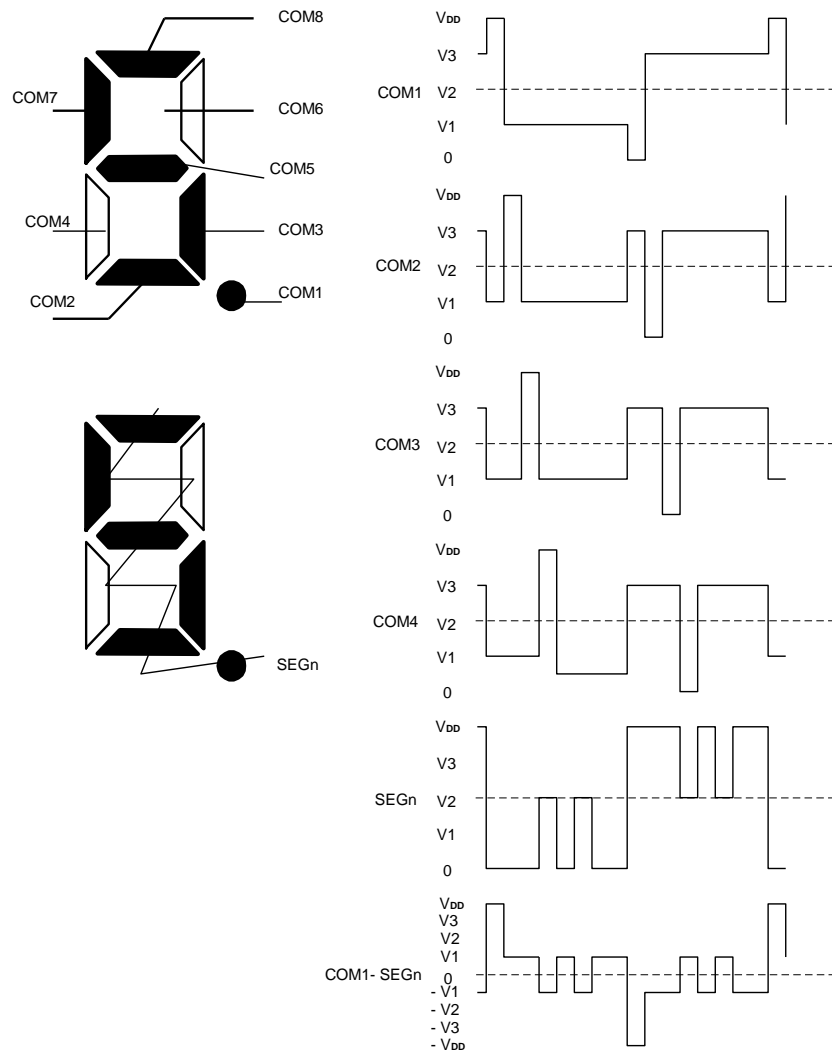 COM8
COM7
COM6
COM5
COM4
COM3
COM2
COM1
SEGn
VDD
V3
COM1 V2
V1
0
VDD
V3
COM2 V2
V1
0
VDD
V3
COM3 V2
V1
0
VDD
V3
COM4 V2
V1
0
VDD
V3
SEGn V2
V1
0
VDD
V3
V2
V1
COM1- SEGn 0
- V1
- V2
- V3
- VDD